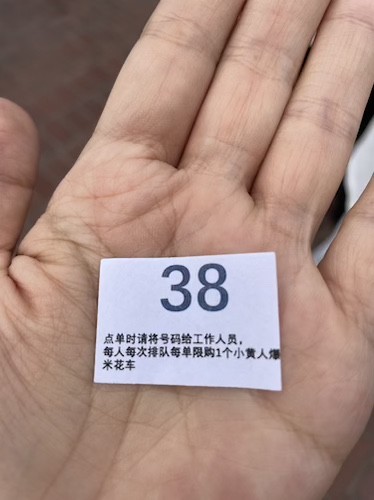 38
点单时请将号码给工作人员，
每人每次排队每单限购1个小黄人爆
米花车